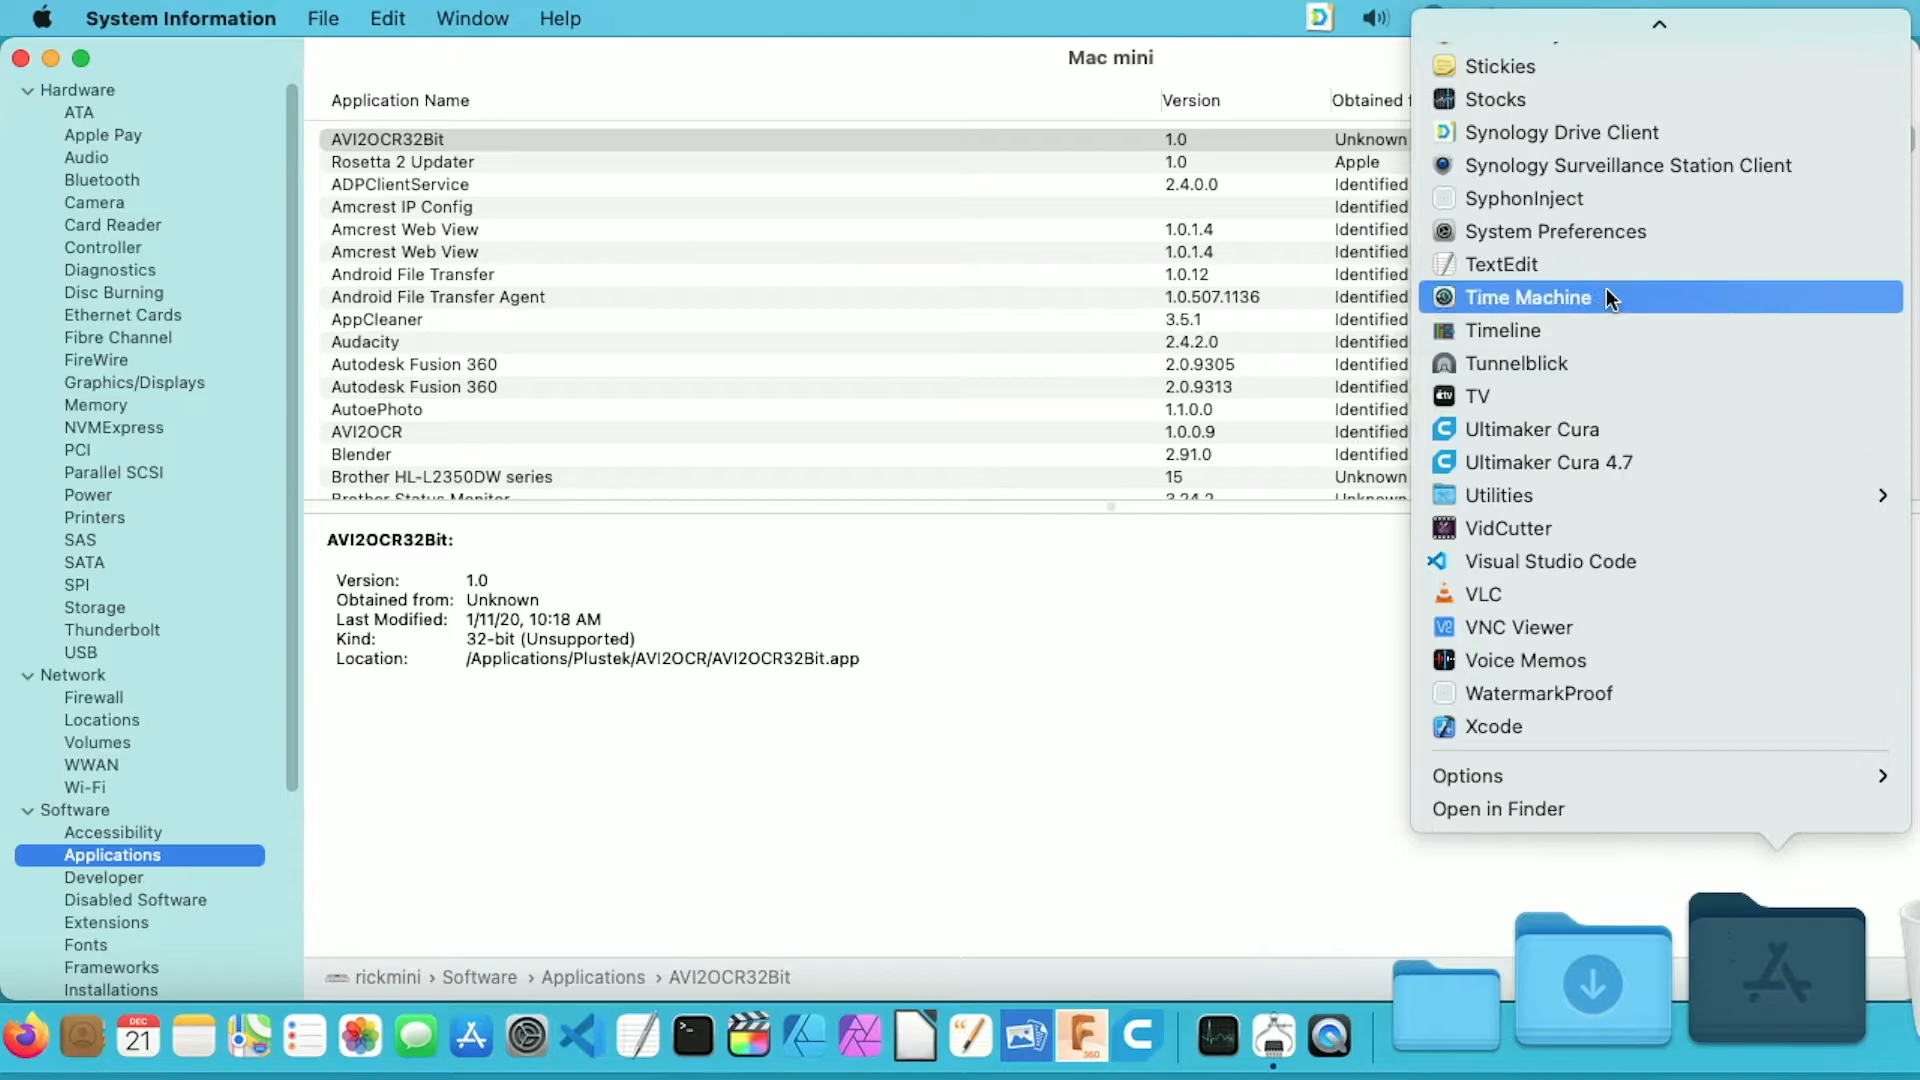 System Information File Edit Window Help
Mac mini
Hardware
ATA
Apple Pay
Audio
Bluetooth
Camera
Card Reader
Controller
Diagnostics
Disc Burning
Ethernet Cards
Fibre Channel
FireWire
Graphics/Displays
Memory
NVMExpress
PCI
Parallel SCSI
Power
Printers
SAS
SATA
SPI
Storage
Thunderbolt
USB
Network
Firewall
Locations
Volumes
WWAN
Wi-Fi
Software
Accessibility
Applications
Developer
Disabled Software
Extensions
Fonts
Frameworks
Installations
Application Name Version Obtained
AVI2OCR32Bit 1.0 Unknown
Rosetta 2 Updater 1.0 Apple
ADPClientService 2.4.0.0 Identified
Amcrest IP Config Identified
Amcrest Web View 1.0.1.4 Identified
Amcrest Web View 1.0.1.4 Identified
Android File Transfer 1.0.12 Identified
Android File Transfer Agent 1.0.507.1136 Identified
AppCleaner 3.5.1 Identified
Audacity 2.4.2.0 Identified
Autodesk Fusion 360 2.0.9305 Identified
Autodesk Fusion 360 2.0.9313 Identified
AutoePhoto 1.1.0.0 Identified
AVI2OCR 1.0.0.9 Identified
Blender 2.91.0 Identified
Brother HL-L2350DW series 15 Unknown
Brother Status Monitor 3.24.2 Unknown
AVI2OCR32Bit:
Version: 1.0
Obtained from: Unknown
Last Modified: 1/11/20, 10:18 AM
Kind: 32-bit (Unsupported)
Location: /Applications/Plustek/AVI2OCR/AVI2OCR32Bit.app
rickmini › Software › Applications › AVI2OCR32Bit
Stickies
Stocks
Synology Drive Client
Synology Surveillance Station Client
SyphonInject
System Preferences
TextEdit
Time Machine
Timeline
Tunnelblick
TV
Ultimaker Cura
Ultimaker Cura 4.7
Utilities
VidCutter
Visual Studio Code
VLC
VNC Viewer
Voice Memos
WatermarkProof
Xcode
Options
Open in Finder
DEC
21
360